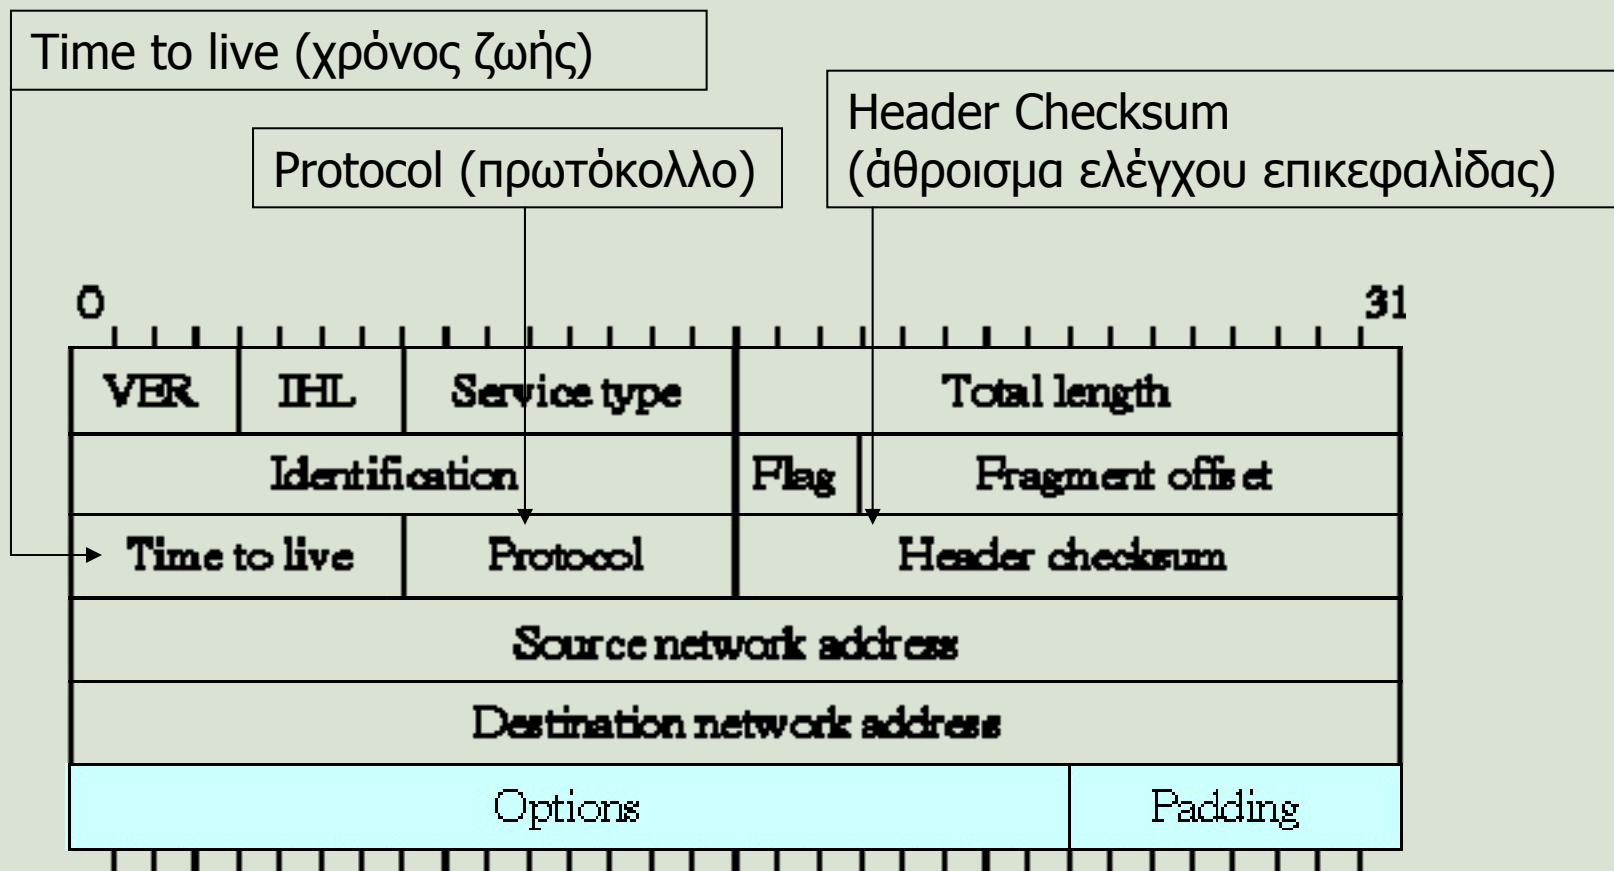 Time to live (χρόνος ζωής)
Protocol (πρωτόκολλο)
Header Checksum
(άθροισμα ελέγχου επικεφαλίδας)
0 31
VER IHL Service type Total length
Identification Flag Fragment offset
Time to live Protocol Header checksum
Source network address
Destination network address
Options Padding